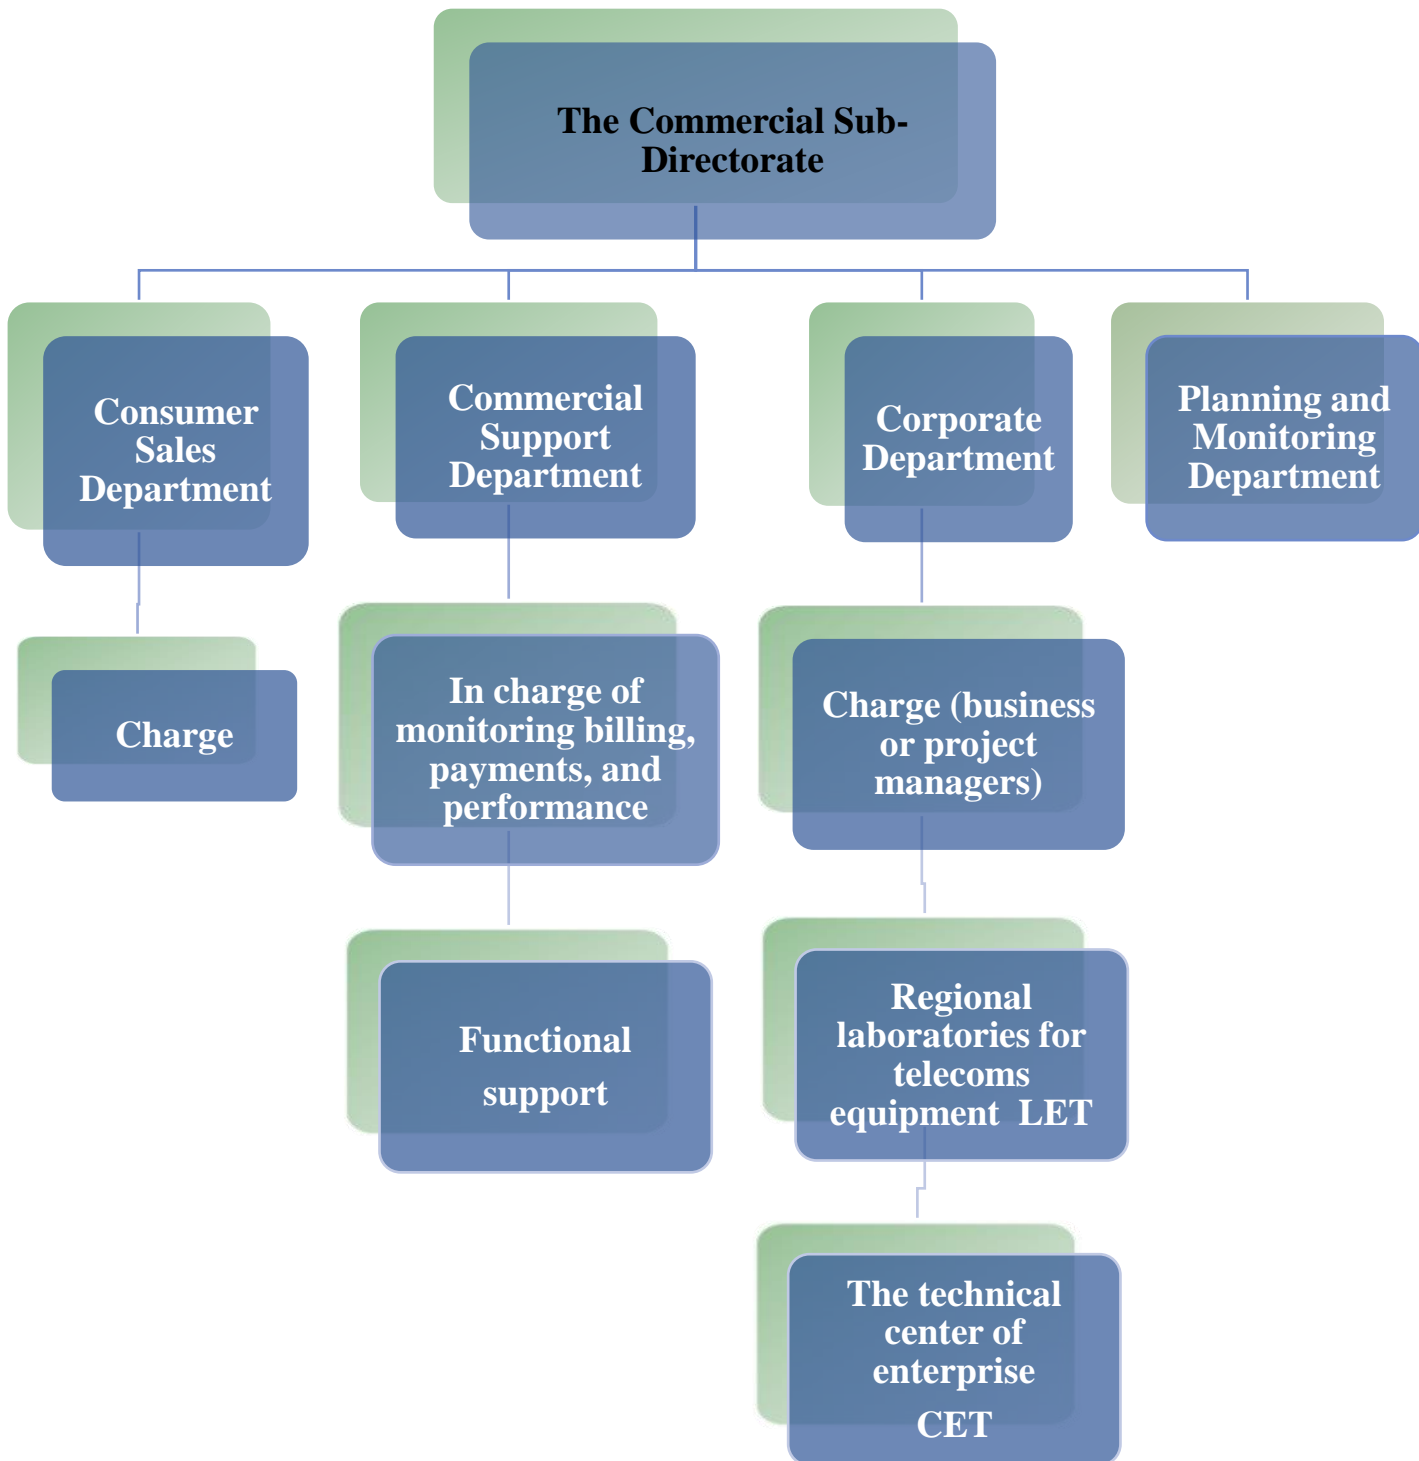 The Commercial Sub-
Directorate
Consumer
Sales
Department
Commercial
Support
Department
Corporate
Department
Planning and
Monitoring
Department
Charge
In charge of
monitoring billing,
payments, and
performance
Charge (business
or project
managers)
Functional
support
Regional
laboratories for
telecoms
equipment  LET
The technical
center of
enterprise
CET